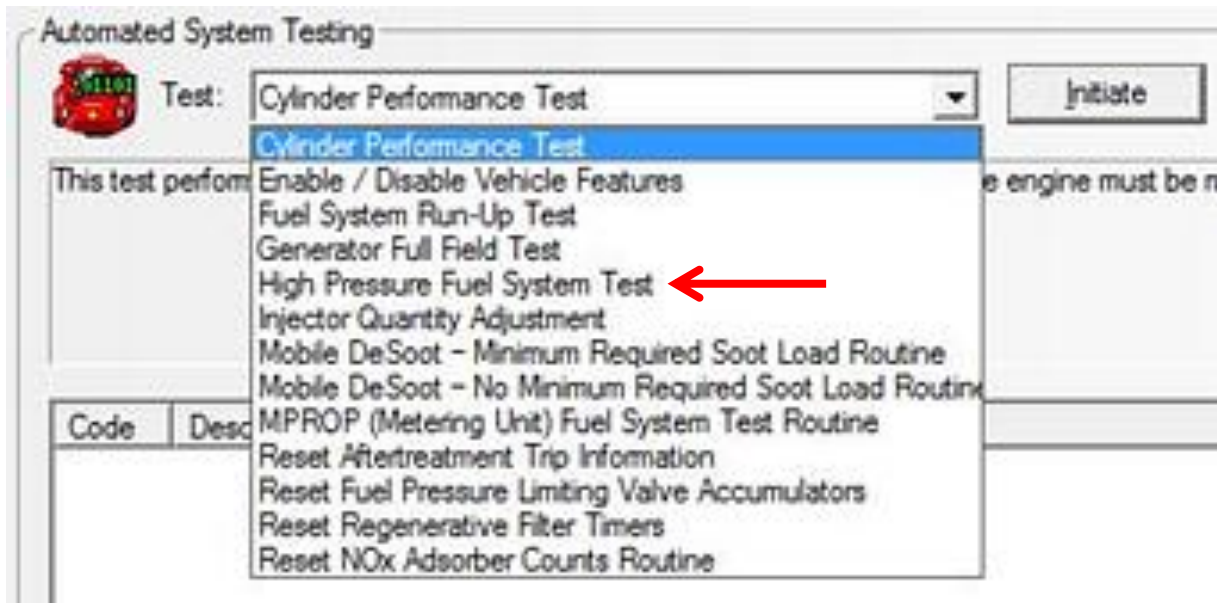 Automated System Testing
01101
Test: Cylinder Performance Test Initiate
Cylinder Performance Test
This test perform Enable / Disable Vehicle Features e engine must be n
Fuel System Run-Up Test
Generator Full Field Test
High Pressure Fuel System Test
Injector Quantity Adjustment
Mobile DeSoot - Minimum Required Soot Load Routine
Mobile DeSoot - No Minimum Required Soot Load Routine
Code Desc MPROP (Metering Unit) Fuel System Test Routine
Reset Aftertreatment Trip Information
Reset Fuel Pressure Limiting Valve Accumulators
Reset Regenerative Filter Timers
Reset NOx Adsorber Counts Routine